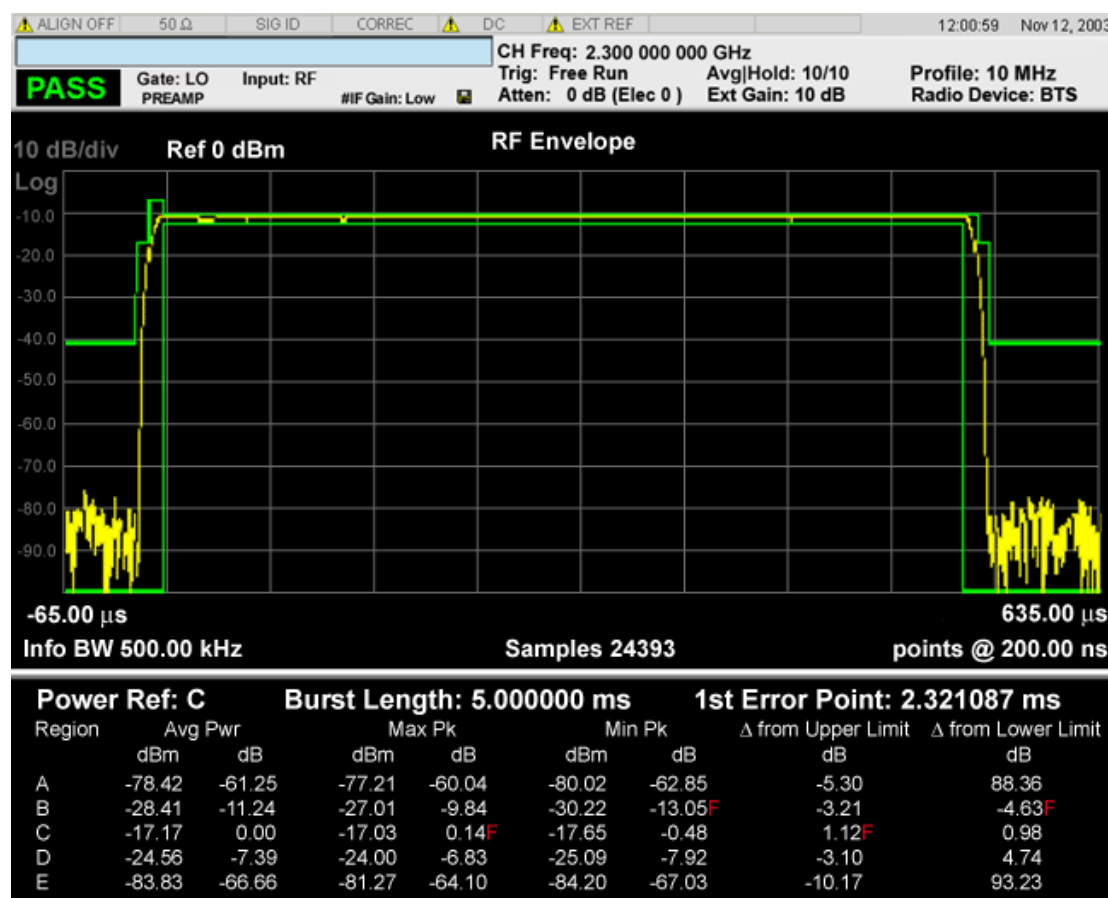 ALIGN OFF 50 Ω SIG ID CORREC DC EXT REF 12:00:59 Nov 12, 2003
CH Freq: 2.300 000 000 GHz
PASS Gate: LO Input: RF Trig: Free Run Avg|Hold: 10/10 Profile: 10 MHz
PREAMP #IF Gain: Low Atten: 0 dB (Elec 0 ) Ext Gain: 10 dB Radio Device: BTS
10 dB/div Ref 0 dBm RF Envelope
Log
-10.0
-20.0
-30.0
-40.0
-50.0
-60.0
-70.0
-80.0
-90.0
-65.00 μs 635.00 μs
Info BW 500.00 kHz Samples 24393 points @ 200.00 ns
Power Ref: C Burst Length: 5.000000 ms 1st Error Point: 2.321087 ms
Region Avg Pwr Max Pk Min Pk Δ from Upper Limit Δ from Lower Limit
dBm dB dBm dB dBm dB dB dB
A -78.42 -61.25 -77.21 -60.04 -80.02 -62.85 -5.30 88.36
B -28.41 -11.24 -27.01 -9.84 -30.22 -13.05F -3.21 -4.63F
C -17.17 0.00 -17.03 0.14F -17.65 -0.48 1.12F 0.98
D -24.56 -7.39 -24.00 -6.83 -25.09 -7.92 -3.10 4.74
E -83.83 -66.66 -81.27 -64.10 -84.20 -67.03 -10.17 93.23